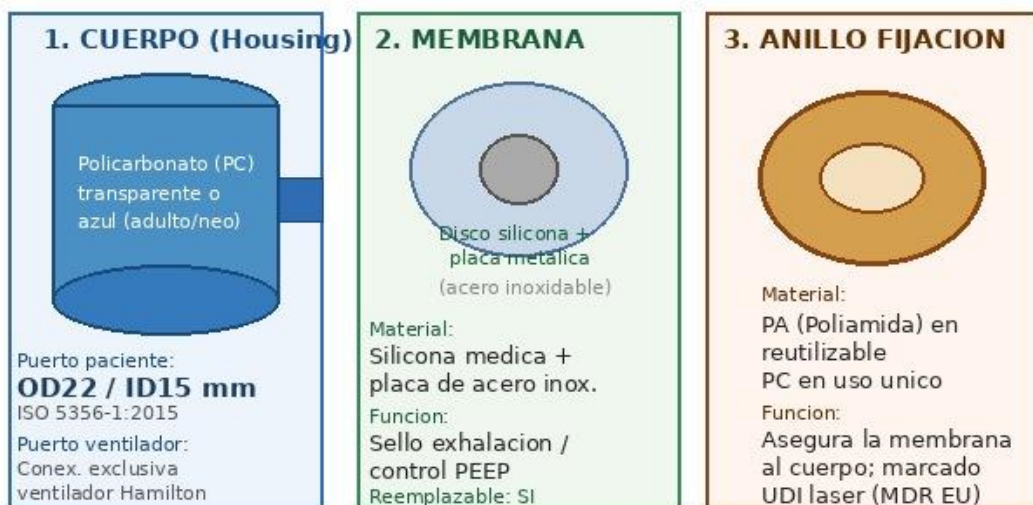 1. CUERPO (Housing)
Policarbonato (PC)
transparente o
azul (adulto/neo)
Puerto paciente:
OD22 / ID15 mm
ISO 5356-1:2015
Puerto ventilador:
Conex. exclusiva
ventilador Hamilton
2. MEMBRANA
Disco silicona +
placa metalica
(acero inoxidable)
Material:
Silicona medica +
placa de acero inox.
Funcion:
Sello exhalacion /
control PEEP
Reemplazable: SI
3. ANILLO FIJACION
Material:
PA (Poliamida) en
reutilizable
PC en uso unico
Funcion:
Asegura la membrana
al cuerpo; marcado
UDI laser (MDR EU)